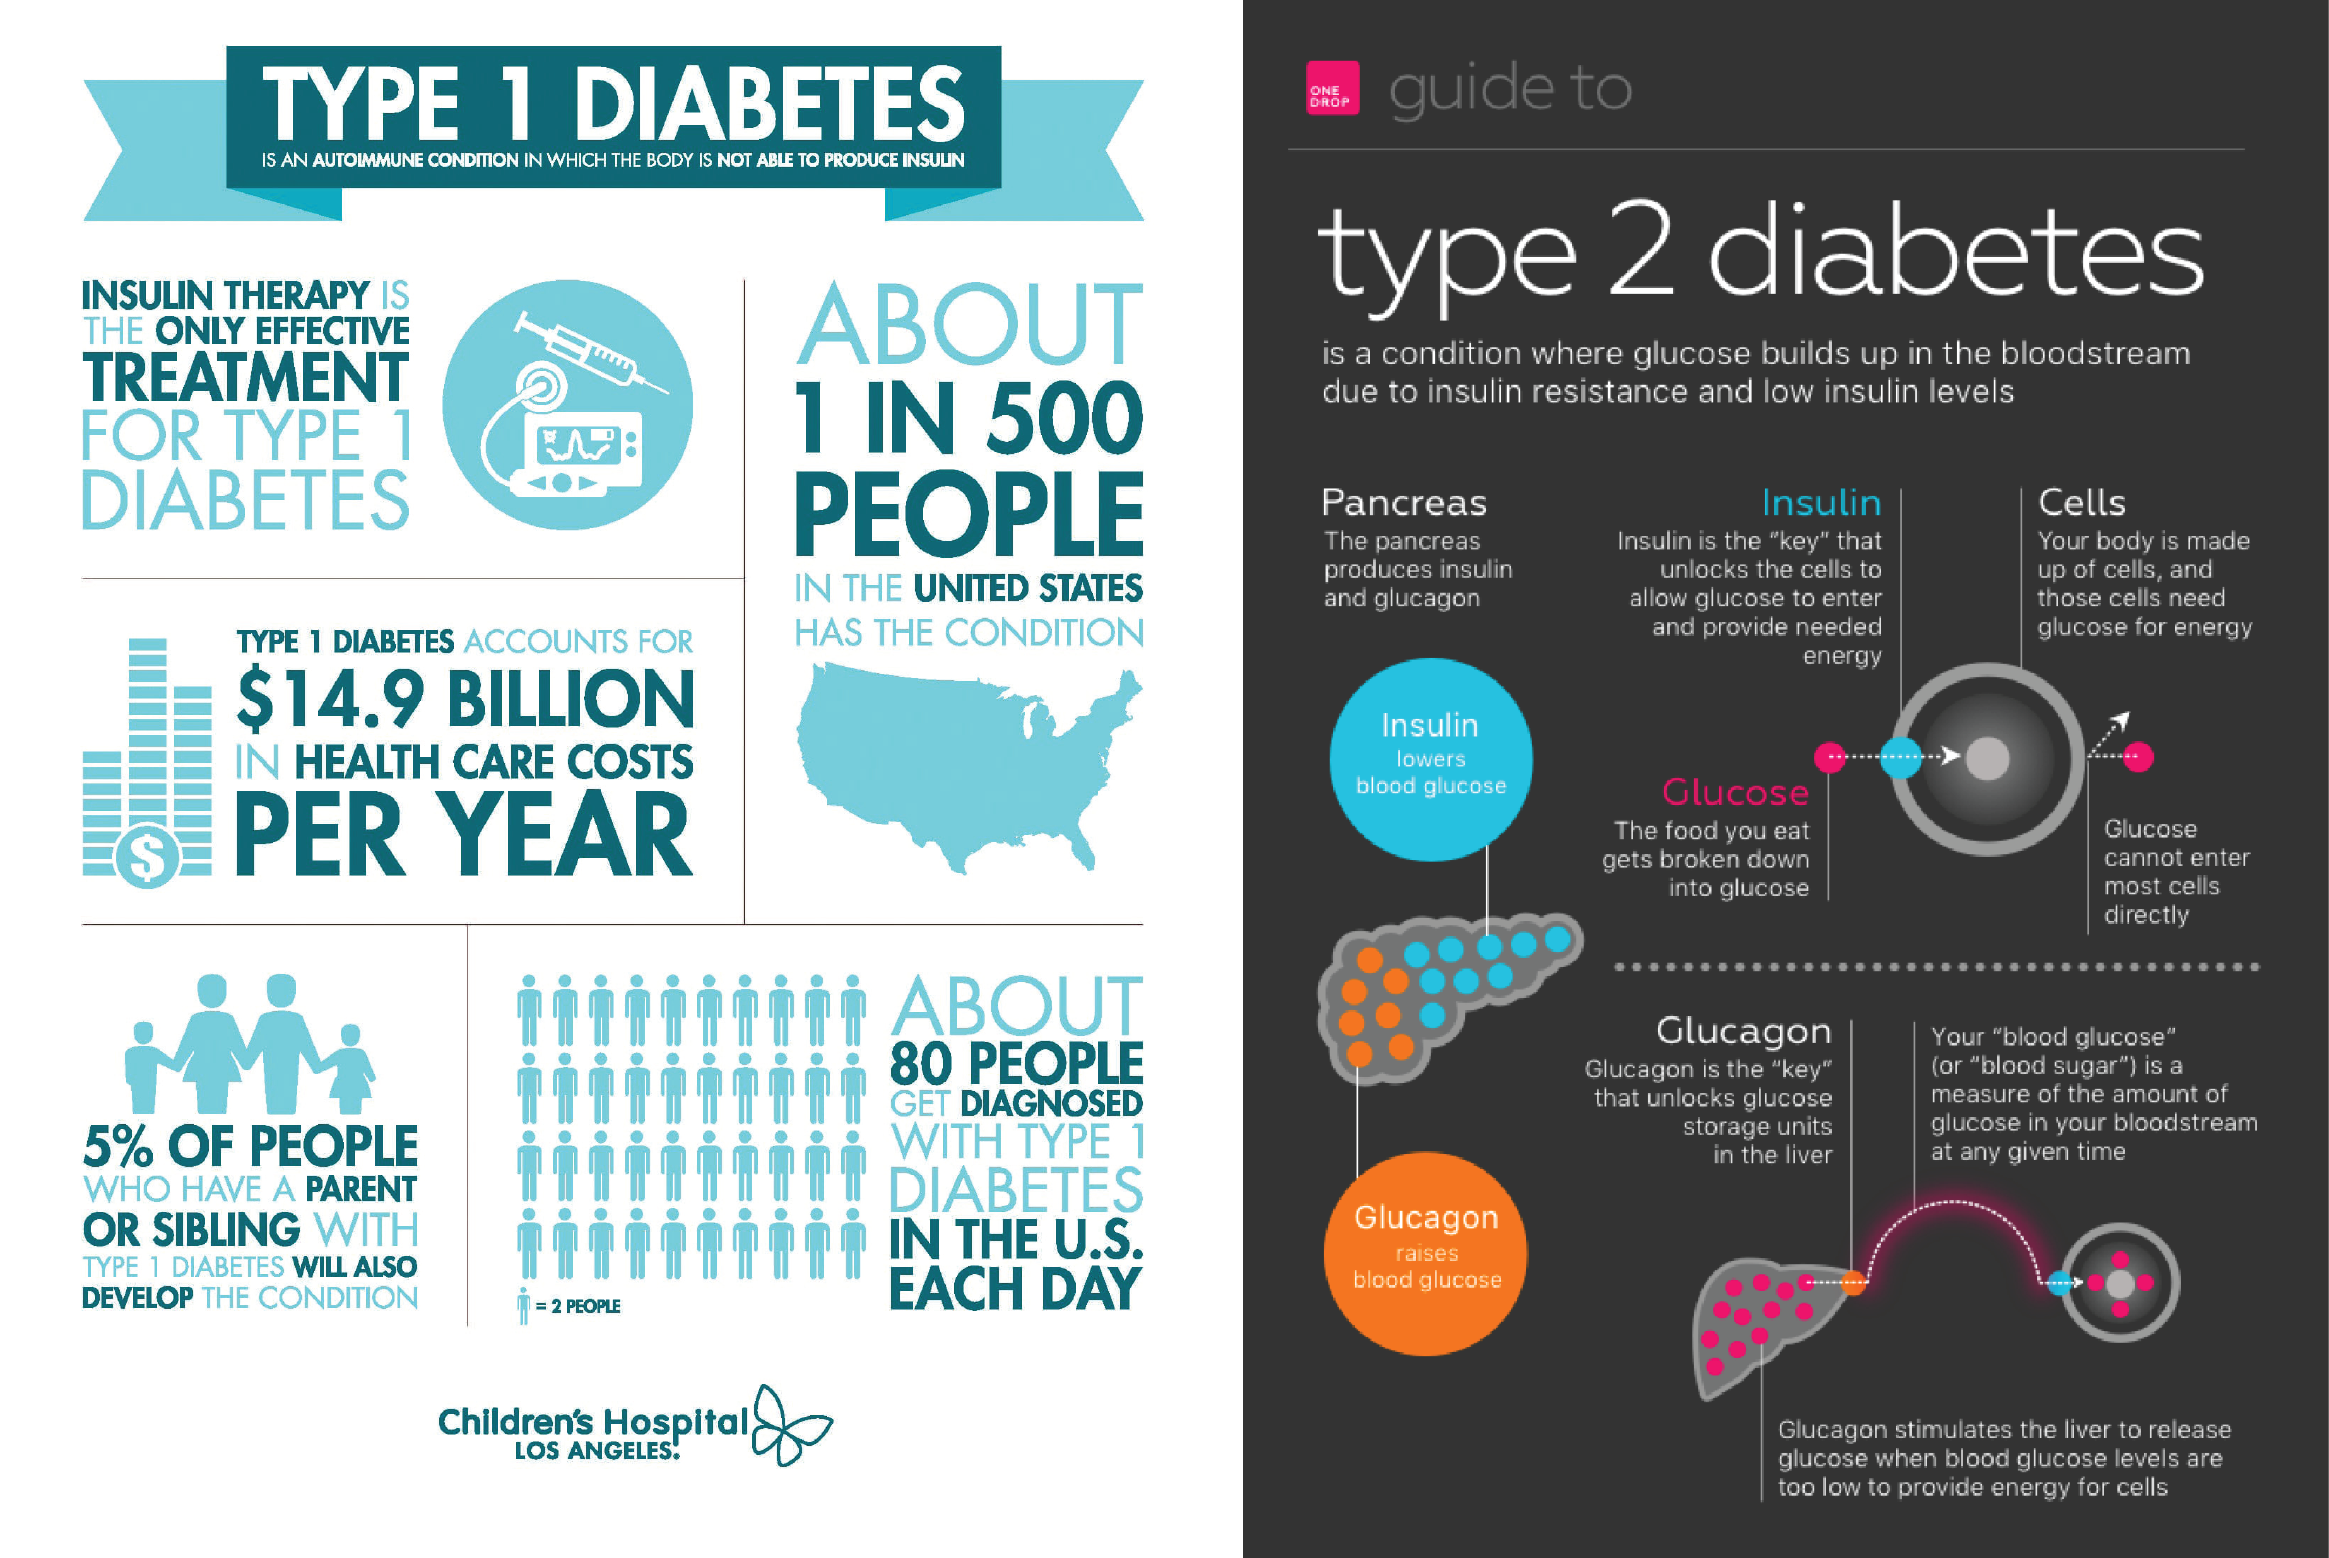 TYPE 1 DIABETES
IS AN AUTOIMMUNE CONDITION IN WHICH THE BODY IS NOT ABLE TO PRODUCE INSULIN
INSULIN THERAPY IS
THE ONLY EFFECTIVE
TREATMENT
FOR TYPE 1
DIABETES
ABOUT
1 IN 500
PEOPLE
IN THE UNITED STATES
HAS THE CONDITION
TYPE 1 DIABETES ACCOUNTS FOR
$14.9 BILLION
IN HEALTH CARE COSTS
PER YEAR
$
5% OF PEOPLE
WHO HAVE A PARENT
OR SIBLING WITH
TYPE 1 DIABETES WILL ALSO
DEVELOP THE CONDITION
= 2 PEOPLE
ABOUT
80 PEOPLE
GET DIAGNOSED
WITH TYPE 1
DIABETES
IN THE U.S.
EACH DAY
Children's Hospital
LOS ANGELES.
ONE
DROP
guide to
type 2 diabetes
is a condition where glucose builds up in the bloodstream
due to insulin resistance and low insulin levels
Pancreas
The pancreas
produces insulin
and glucagon
Insulin
Insulin is the "key" that
unlocks the cells to
allow glucose to enter
and provide needed
energy
Cells
Your body is made
up of cells, and
those cells need
glucose for energy
Insulin
lowers
blood glucose
Glucose
The food you eat
gets broken down
into glucose
Glucose
cannot enter
most cells
directly
Glucagon
Glucagon is the "key"
that unlocks glucose
storage units
in the liver
Your "blood glucose"
(or "blood sugar") is a
measure of the amount of
glucose in your bloodstream
at any given time
Glucagon
raises
blood glucose
Glucagon stimulates the liver to release
glucose when blood glucose levels are
too low to provide energy for cells